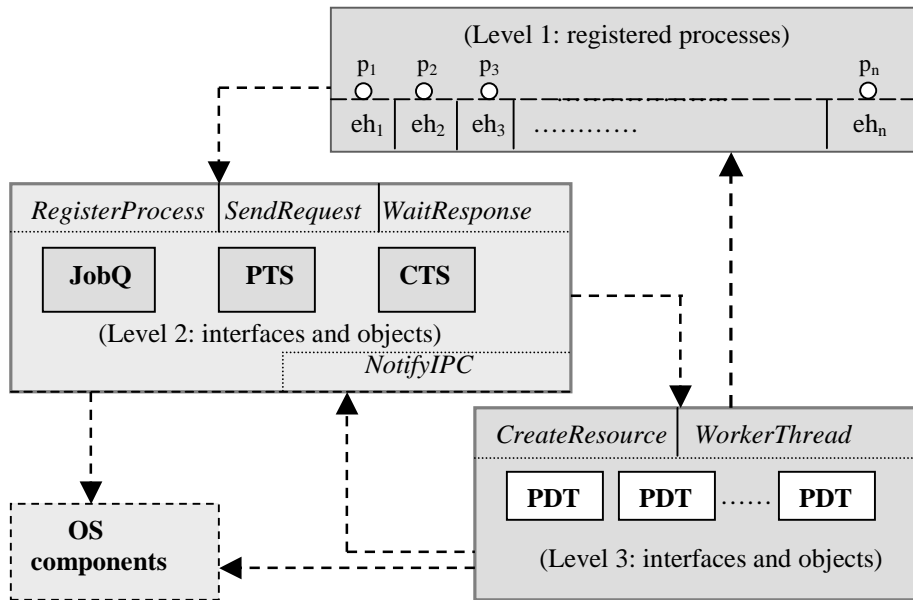 (Level 1: registered processes)
p1 p2 p3 pn
eh1 eh2 eh3 ………… ehn
RegisterProcess SendRequest WaitResponse
JobQ PTS CTS
(Level 2: interfaces and objects)
NotifyIPC
CreateResource WorkerThread
PDT PDT …… PDT
(Level 3: interfaces and objects)
OS
components